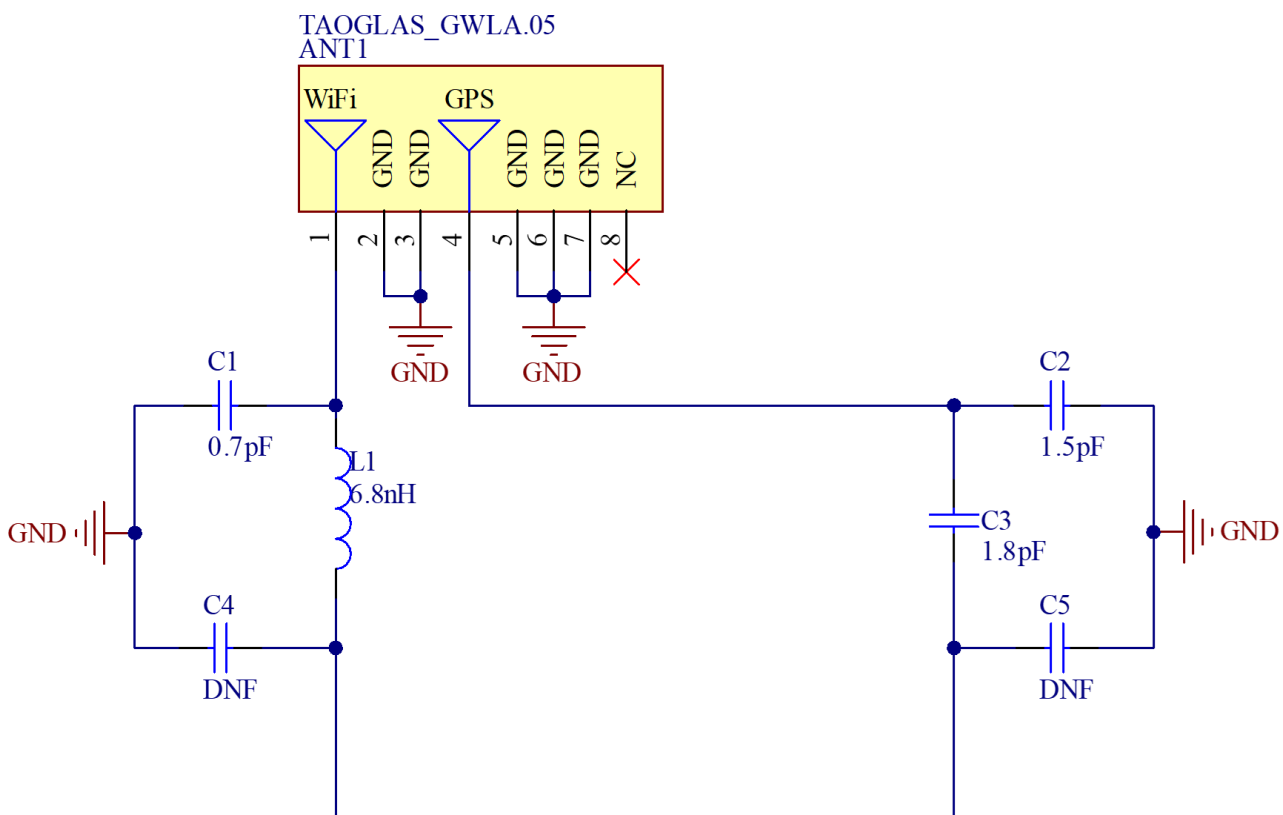 TAOGLAS_GWLA.05
ANT1
WiFi
GPS
GND
GND
GND
GND
GND
NC
1
2
3
4
5
6
7
8
GND
GND
C1
0.7pF
L1
6.8nH
C2
1.5pF
C3
1.8pF
GND
GND
C4
DNF
C5
DNF